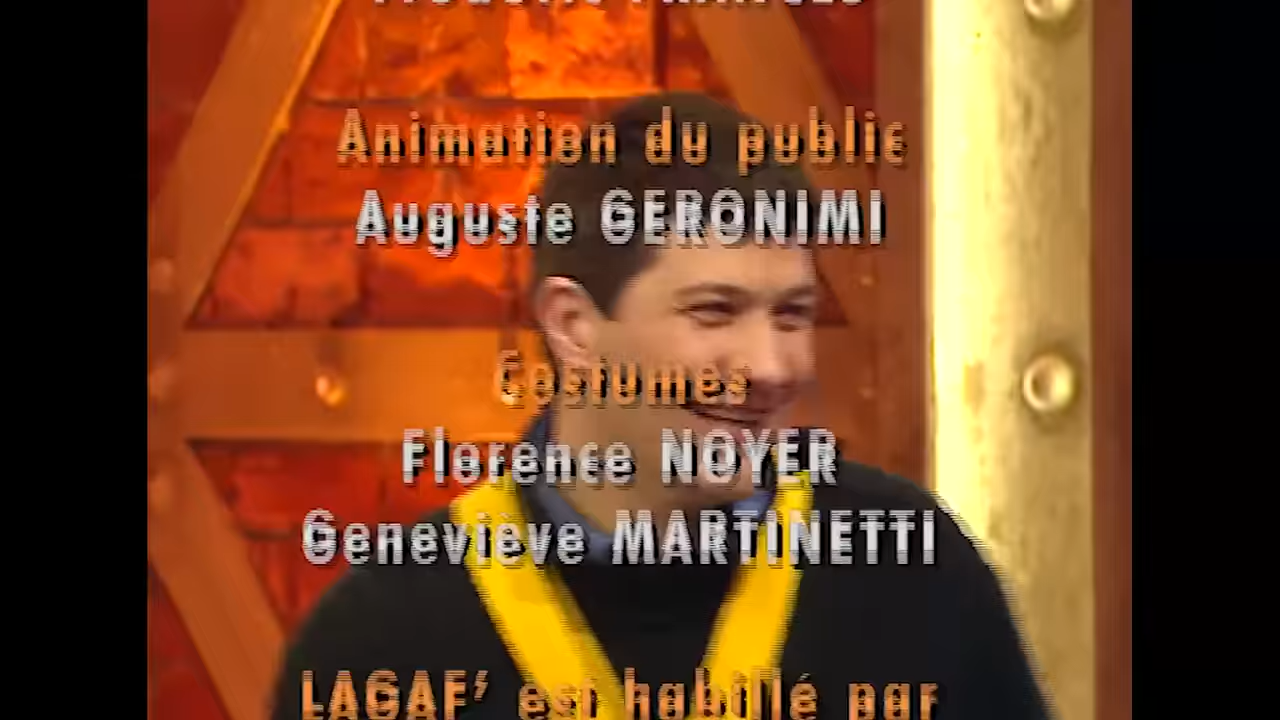 Animation du public
Auguste GERONIMI
Costumes
Florence NOYER
Geneviève MARTINETTI
LAGAF' est habillé par